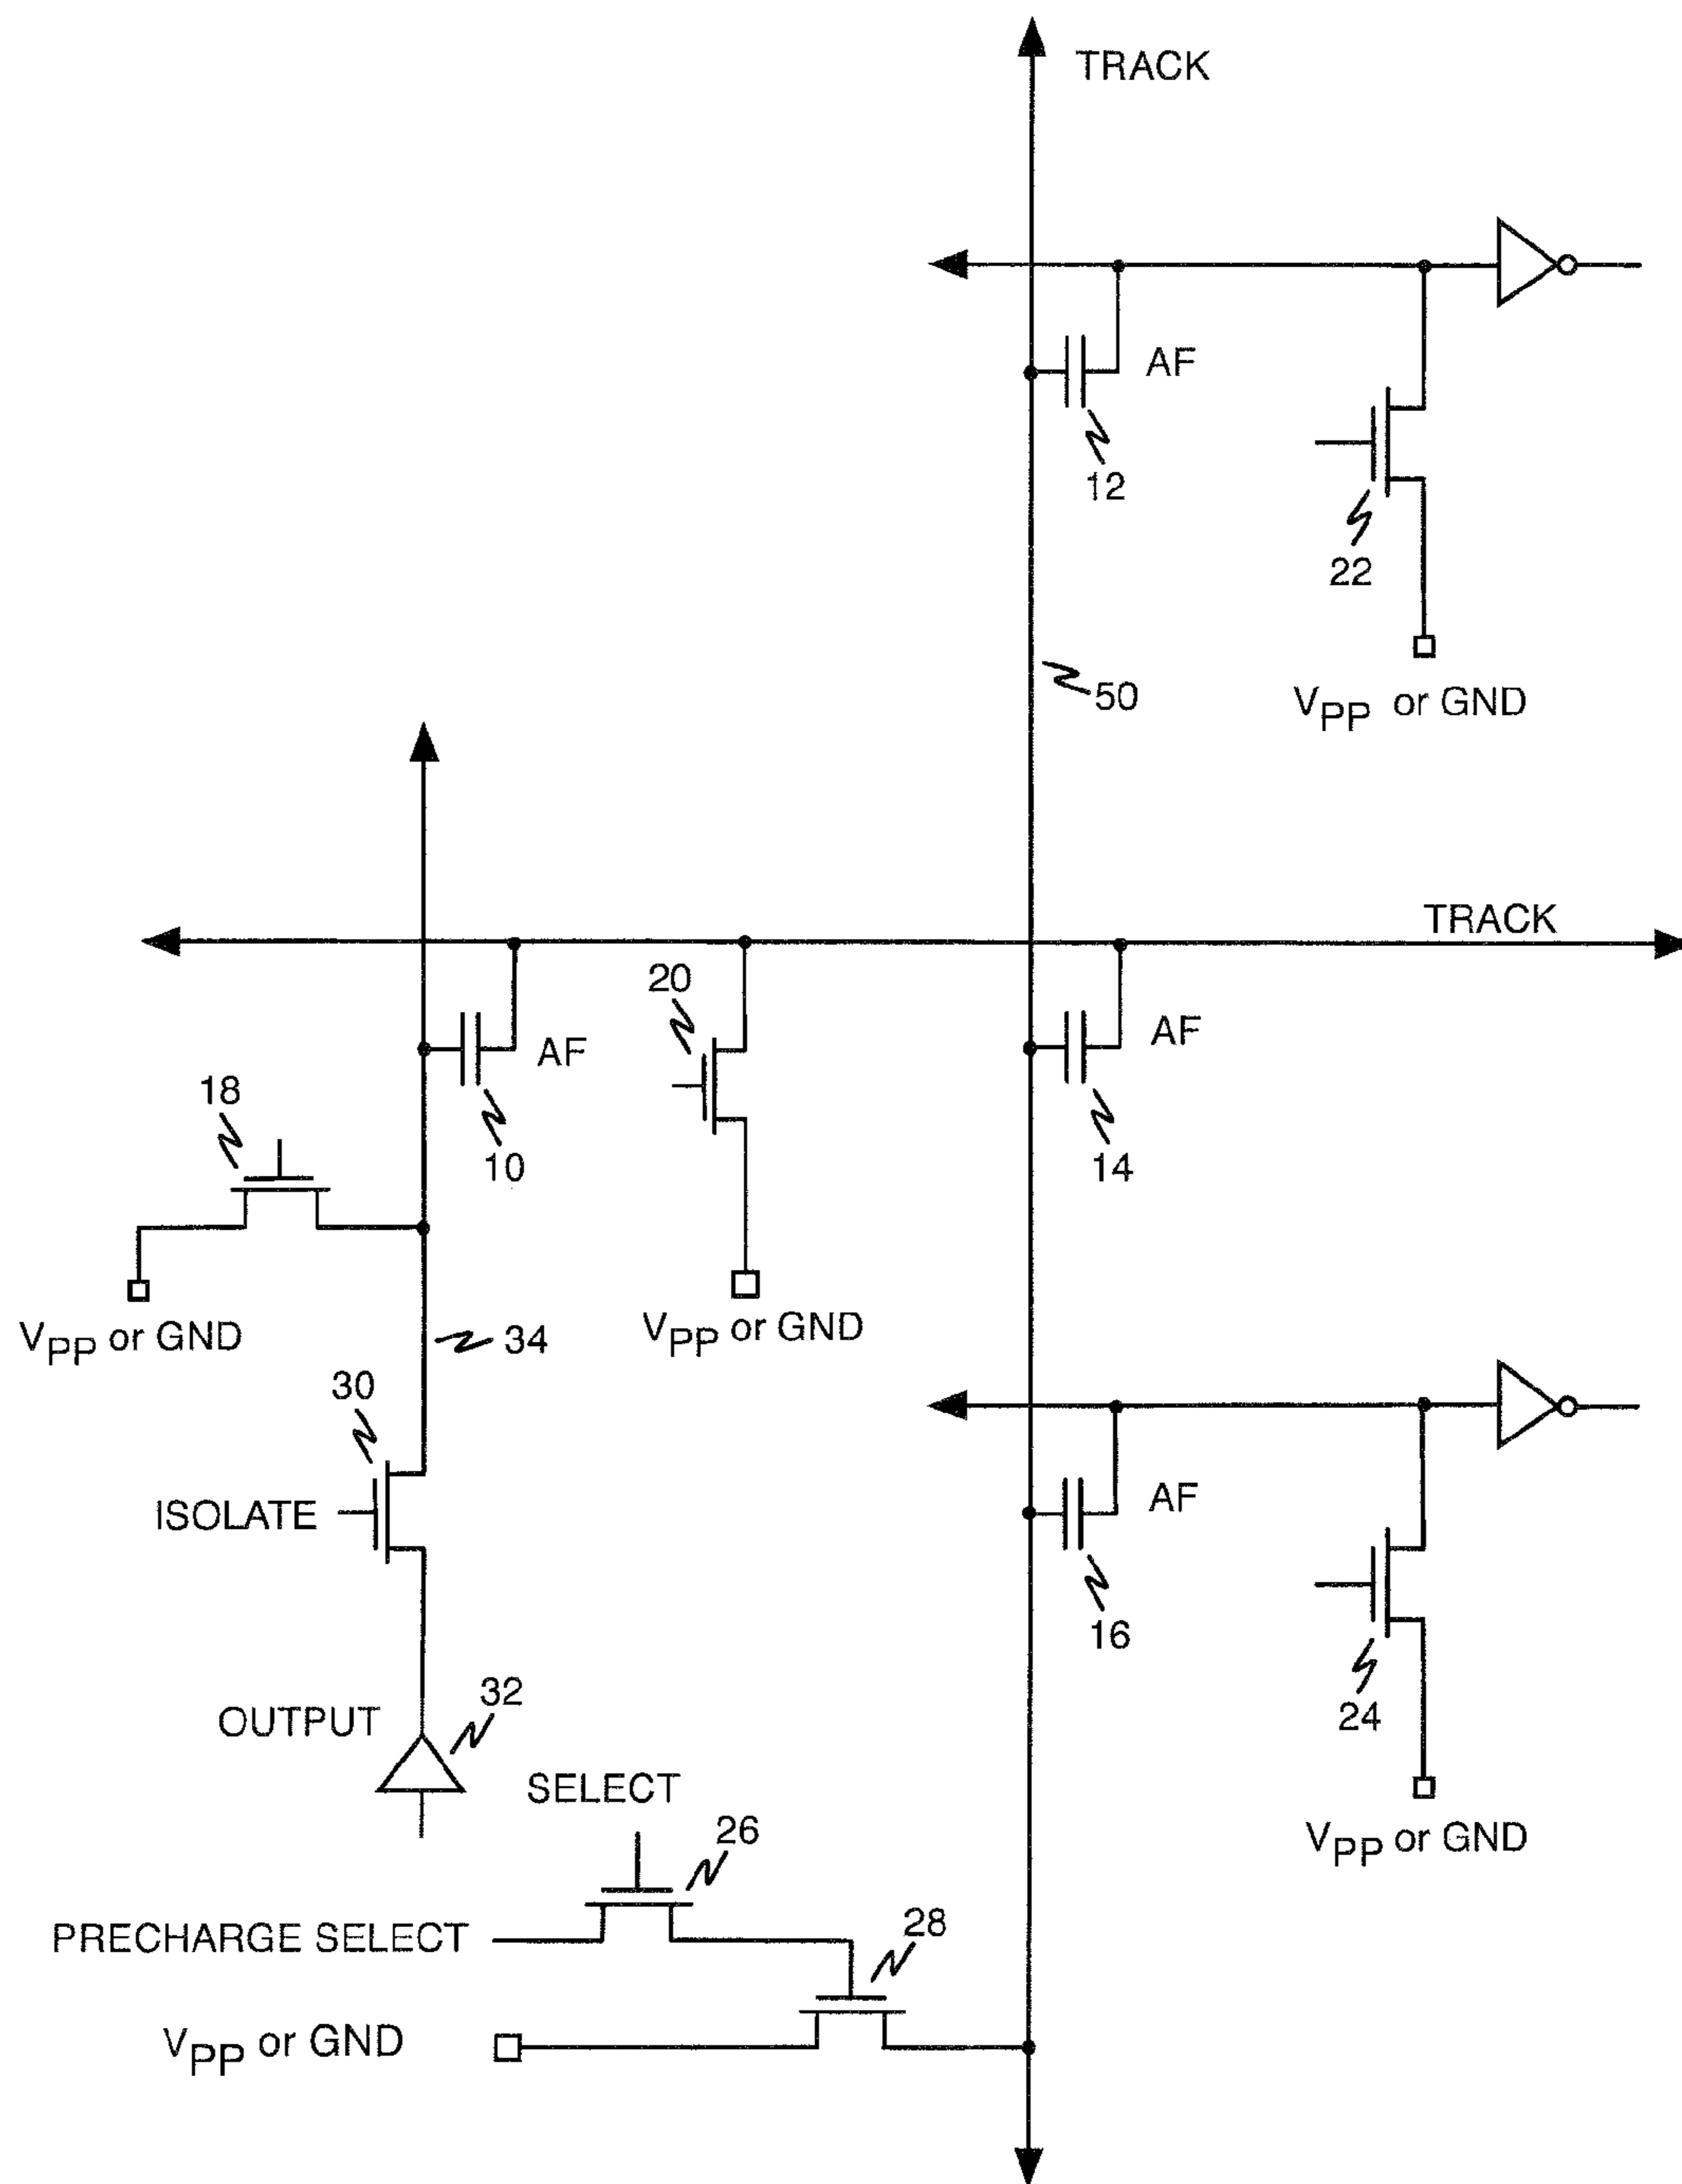 TRACK
AF
12
22
50
VPP or GND
TRACK
20
AF
AF
18
10
14
VPP or GND
VPP or GND
34
30
ISOLATE
AF
16
OUTPUT
32
24
SELECT
26
VPP or GND
PRECHARGE SELECT
28
VPP or GND